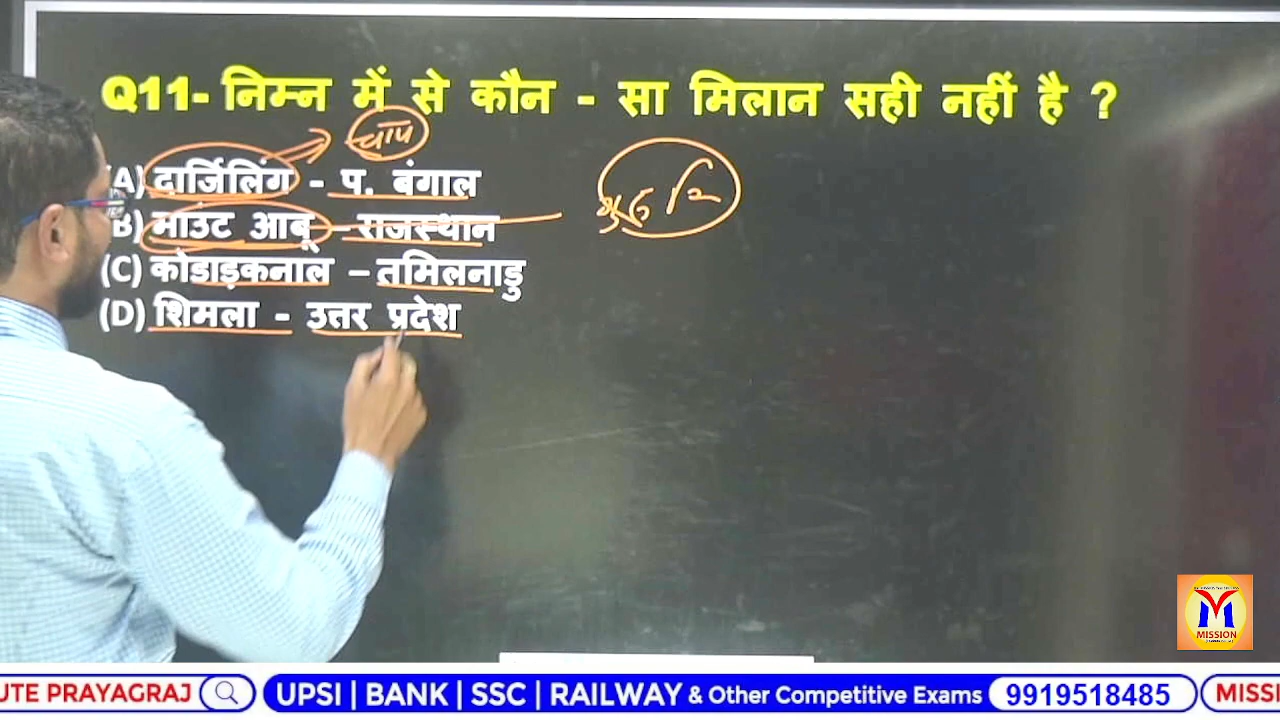 Q11- निम्न में से कौन - सा मिलान सही नहीं है ?
चाय
(A) दार्जिलिंग - प. बंगाल
B) माउंट आबू - राजस्थान
(C) कोडाइकनाल – तमिलनाडु
(D) शिमला - उत्तर प्रदेश
MISSION
UTE PRAYAGRAJ
UPSI | BANK | SSC | RAILWAY & Other Competitive Exams
9919518485
MISSI